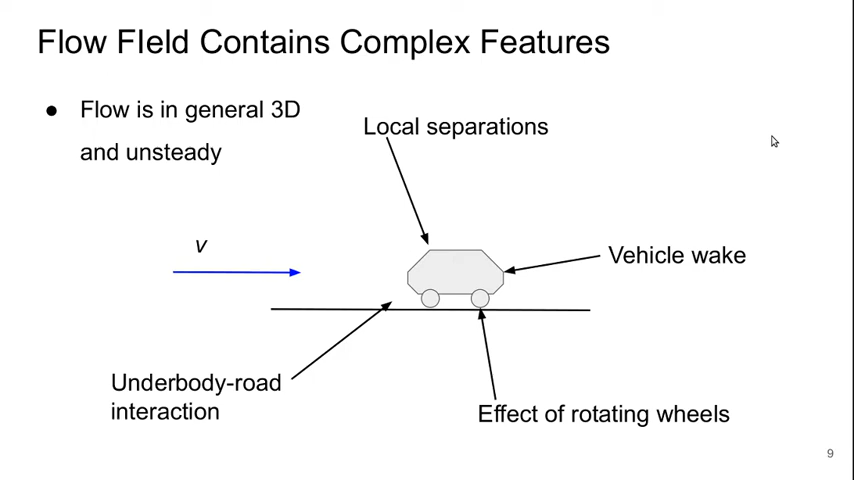 Flow FIeld Contains Complex Features
● Flow is in general 3D
and unsteady
Local separations
v
Vehicle wake
Underbody-road
interaction
Effect of rotating wheels
9